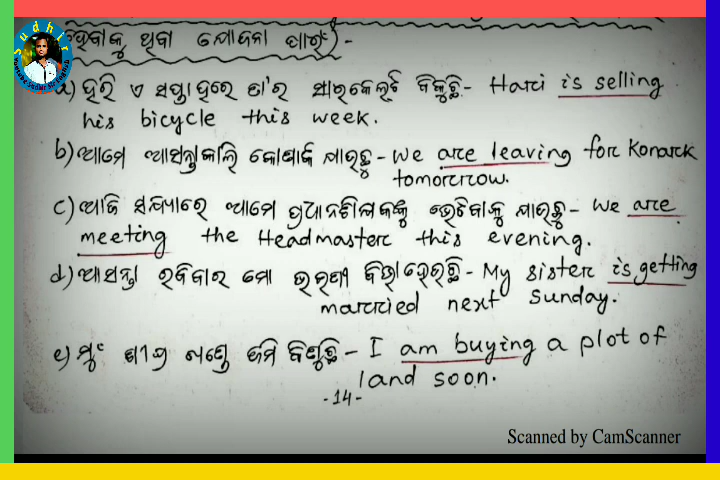 Sudhir
ହେବାକୁ ଥିବା ଯୋଜନା ପାଇଁ) -
a) ହରି ଏ ସପ୍ତାହରେ ତା'ର ସାଇକେଲଟି ବିକୁଛି - Hari is selling
his bicycle this week.
b) ଆମେ ଆସନ୍ତାକାଲି କୋଣାର୍କ ଯାଉଛୁ - We are leaving for Konark
tomorrow.
c) ଆଜି ସନ୍ଧ୍ୟାରେ ଆମେ ପ୍ରଧାନଶିକ୍ଷକଙ୍କୁ ଭେଟିବାକୁ ଯାଉଛୁ - We are
meeting the Headmaster this evening.
d) ଆସନ୍ତା ରବିବାର ମୋ ଭଉଣୀ ବିଭାହେଉଛି - My sister is getting
married next Sunday.
e) ମୁଁ ଶୀଘ୍ର ଖଣ୍ଡେ ଜମି କିଣୁଛି - I am buying a plot of
land soon.
-14-
Scanned by CamScanner